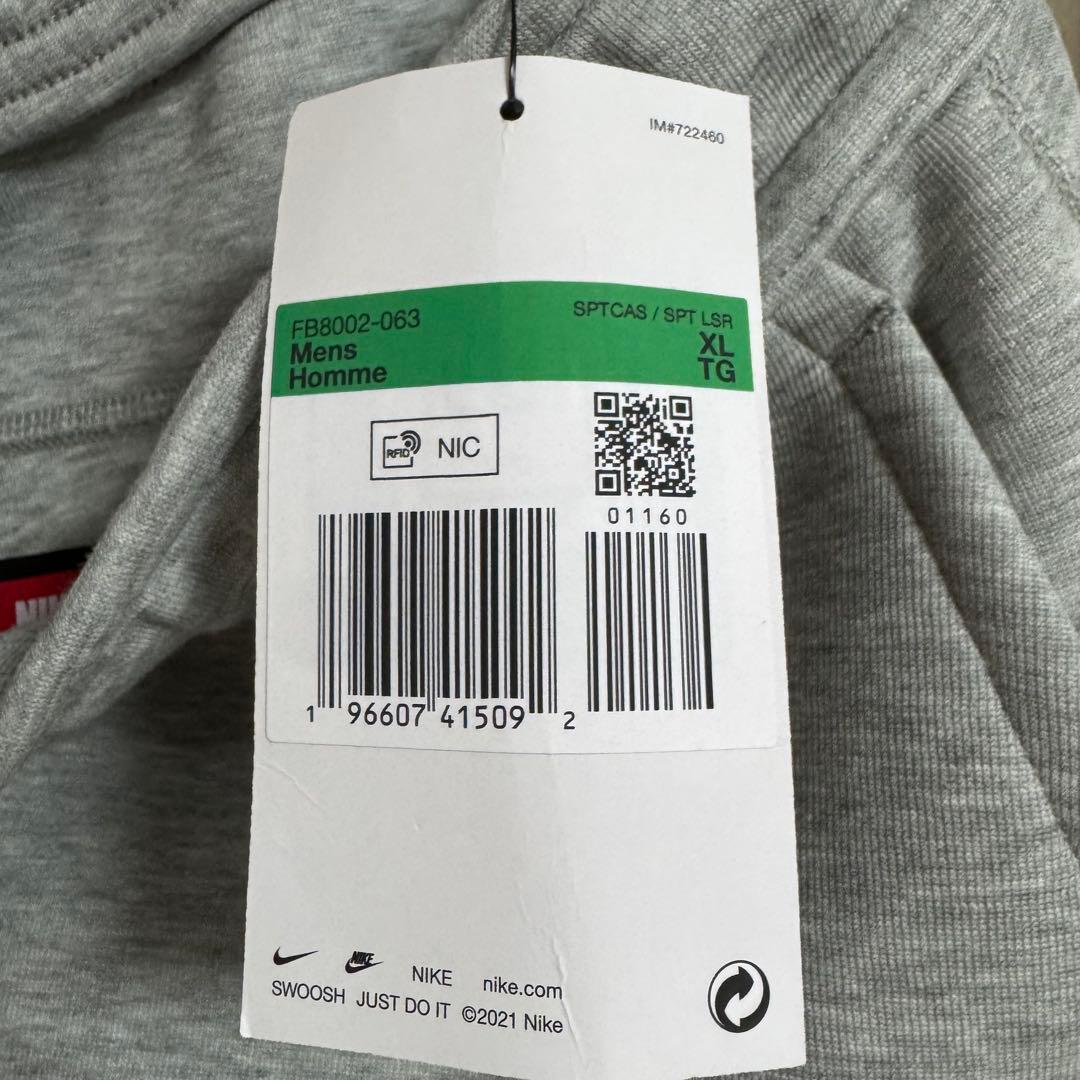 IM#722460
FB8002-063
SPTCAS / SPT LSR
Mens
XL
Homme
TG
RFID NIC
01160
1 96607 41509 2
NIKE
NIKE nike.com
SWOOSH JUST DO IT ©2021 Nike